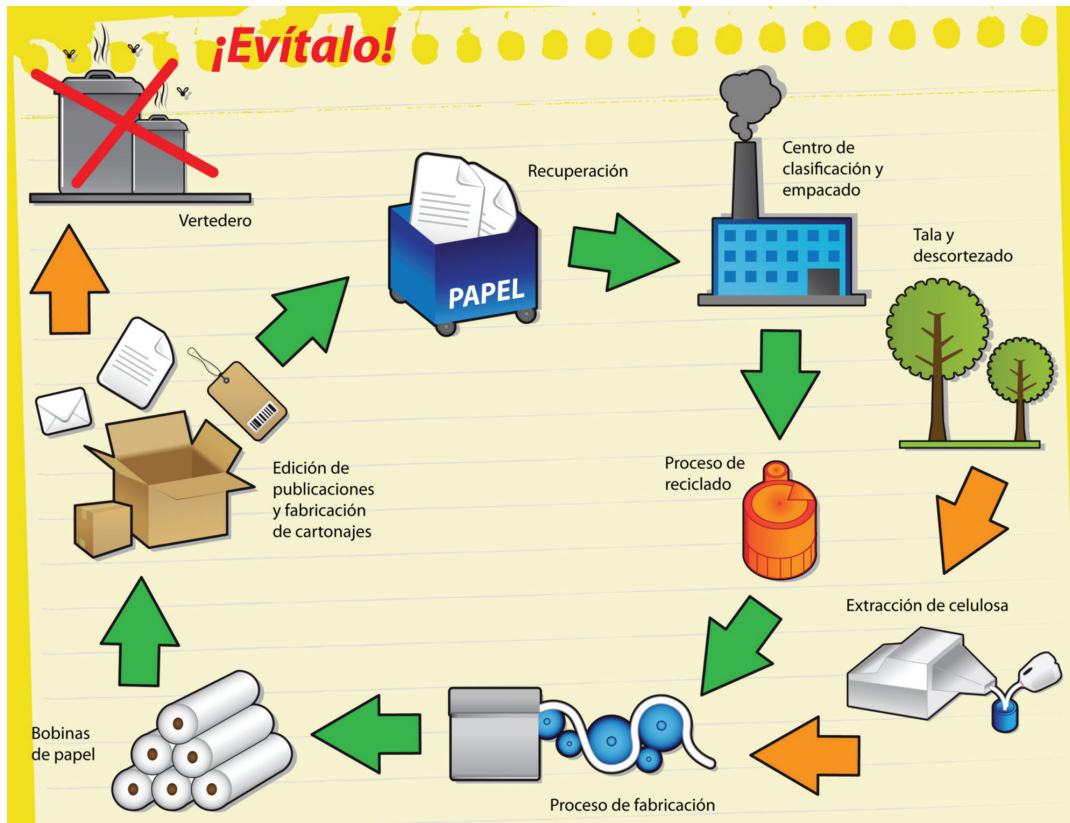 ¡Evítalo!
Vertedero
Recuperación
PAPEL
Centro de
clasificación y
empacado
Tala y
descortezado
Edición de
publicaciones
y fabricación
de cartonajes
Proceso de
reciclado
Extracción de celulosa
Bobinas
de papel
Proceso de fabricación